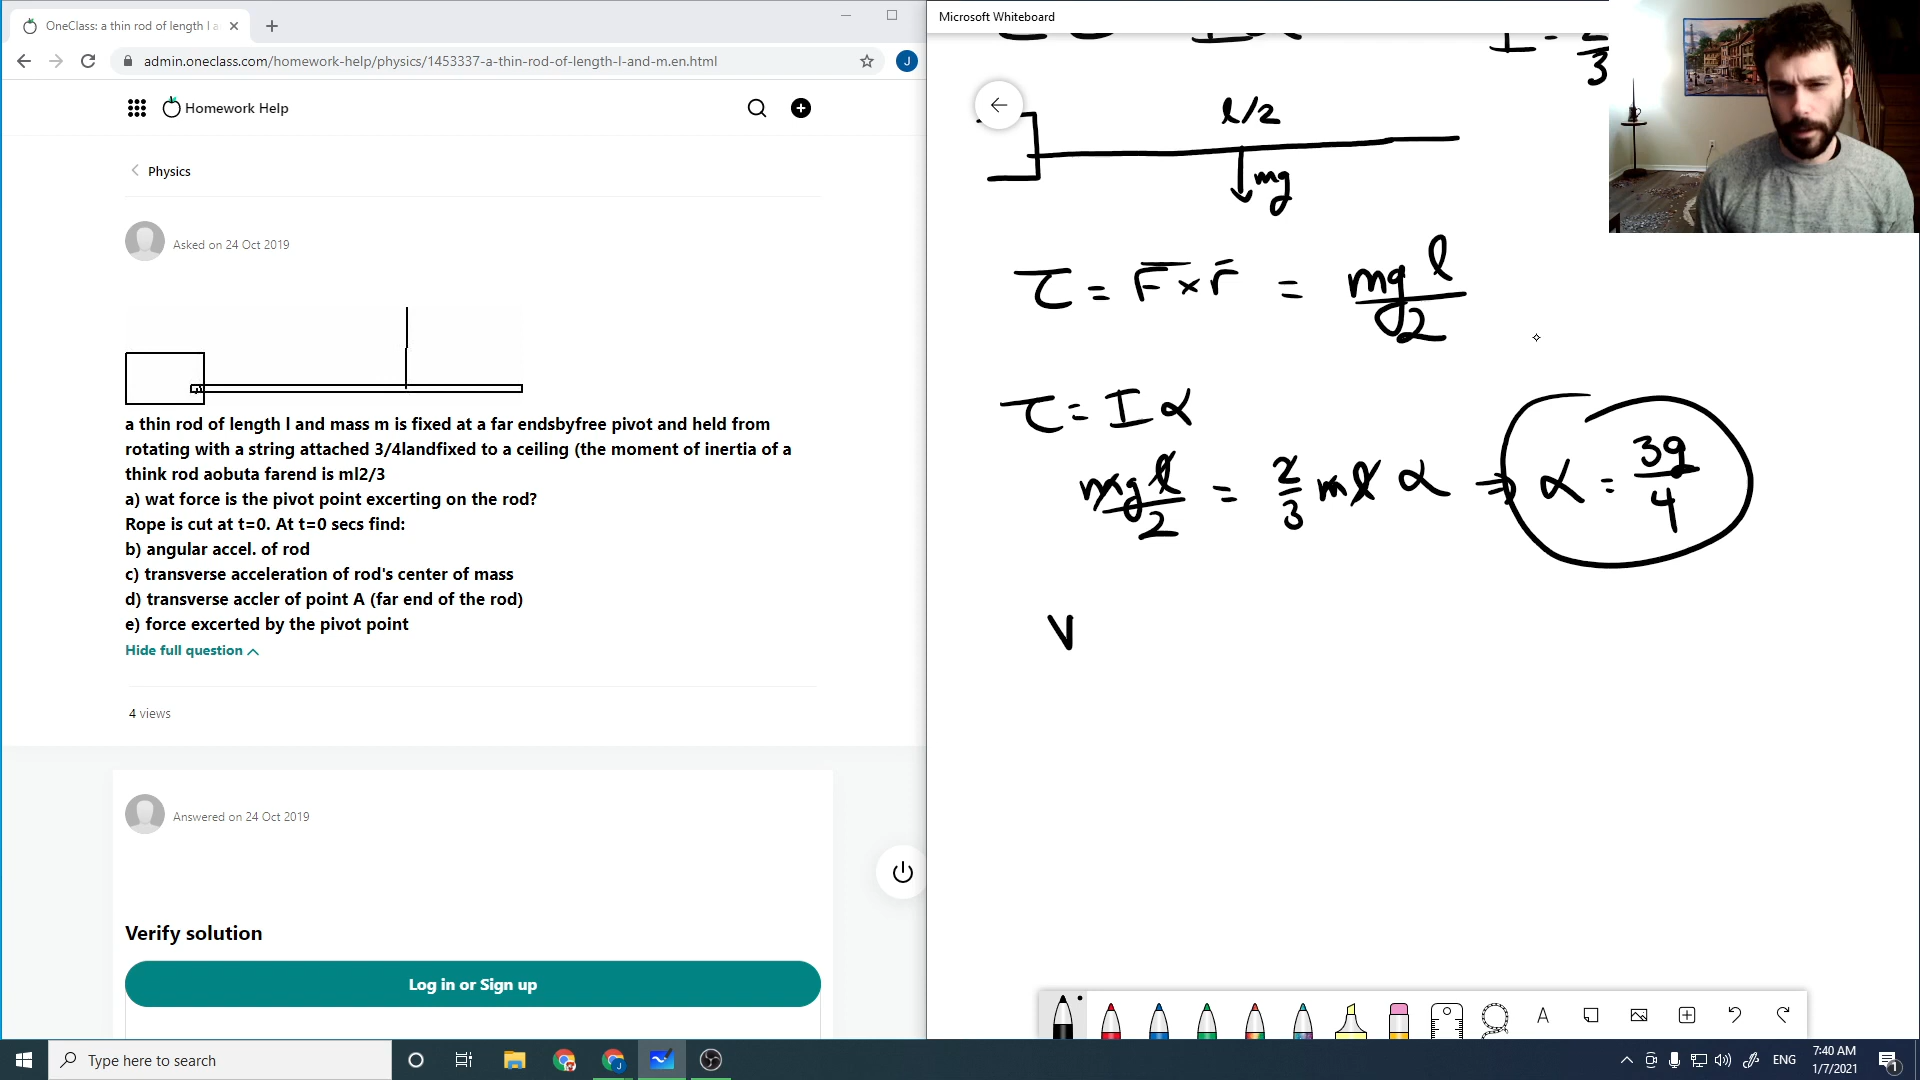 OneClass: a thin rod of length l a
Microsoft Whiteboard
admin.oneclass.com/homework-help/physics/1453337-a-thin-rod-of-length-l-and-m.en.html
J
Homework Help
Physics
Asked on 24 Oct 2019
a thin rod of length l and mass m is fixed at a far endsbyfree pivot and held from
rotating with a string attached 3/4landfixed to a ceiling (the moment of inertia of a
think rod aobuta farend is ml2/3
a) wat force is the pivot point excerting on the rod?
Rope is cut at t=0. At t=0 secs find:
b) angular accel. of rod
c) transverse acceleration of rod's center of mass
d) transverse accler of point A (far end of the rod)
e) force excerted by the pivot point
Hide full question
4 views
Answered on 24 Oct 2019
Verify solution
Log in or Sign up
l/2
mg
τ = F × r = mg l / 2
τ = I α
mg l / 2 = 2/3 m l α ⇒ α = 3g/4
V
A
Type here to search
ENG
7:40 AM
1/7/2021
1